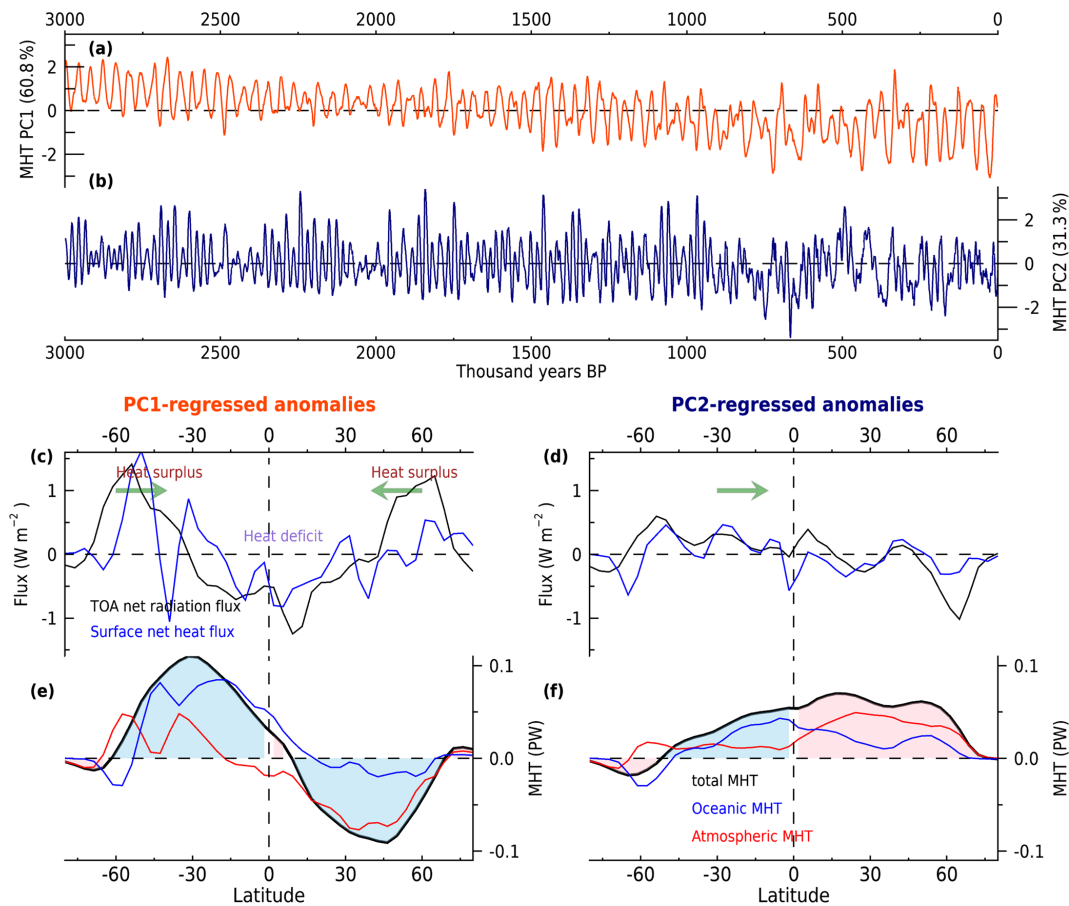 3000 2500 2000 1500 1000 500 0
(a)
MHT PC1 (60.8 %)
2
0
-2
(b)
MHT PC2 (31.3 %)
2
0
-2
3000 2500 2000 1500 1000 500 0
Thousand years BP
PC1-regressed anomalies
PC2-regressed anomalies
-60 -30 0 30 60
-60 -30 0 30 60
(c)
Heat surplus
Heat surplus
Heat deficit
Flux (W m−2 )
1
0
-1
TOA net radiation flux
Surface net heat flux
(d)
Flux (W m−2 )
1
0
-1
(e)
0.1
0.0
-0.1
MHT (PW)
-60 -30 0 30 60
Latitude
(f)
total MHT
Oceanic MHT
Atmospheric MHT
0.1
0.0
-0.1
MHT (PW)
-60 -30 0 30 60
Latitude